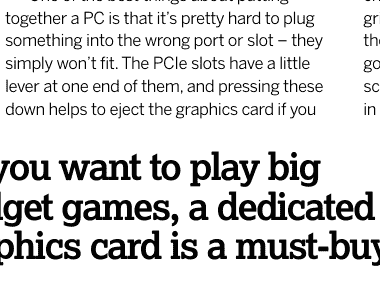 One of the best things about putting
together a PC is that it's pretty hard to plug
something into the wrong port or slot – they
simply won't fit. The PCIe slots have a little
lever at one end of them, and pressing these
down helps to eject the graphics card if you
you want to play big
games, a dedicated
card is a must-buy
in